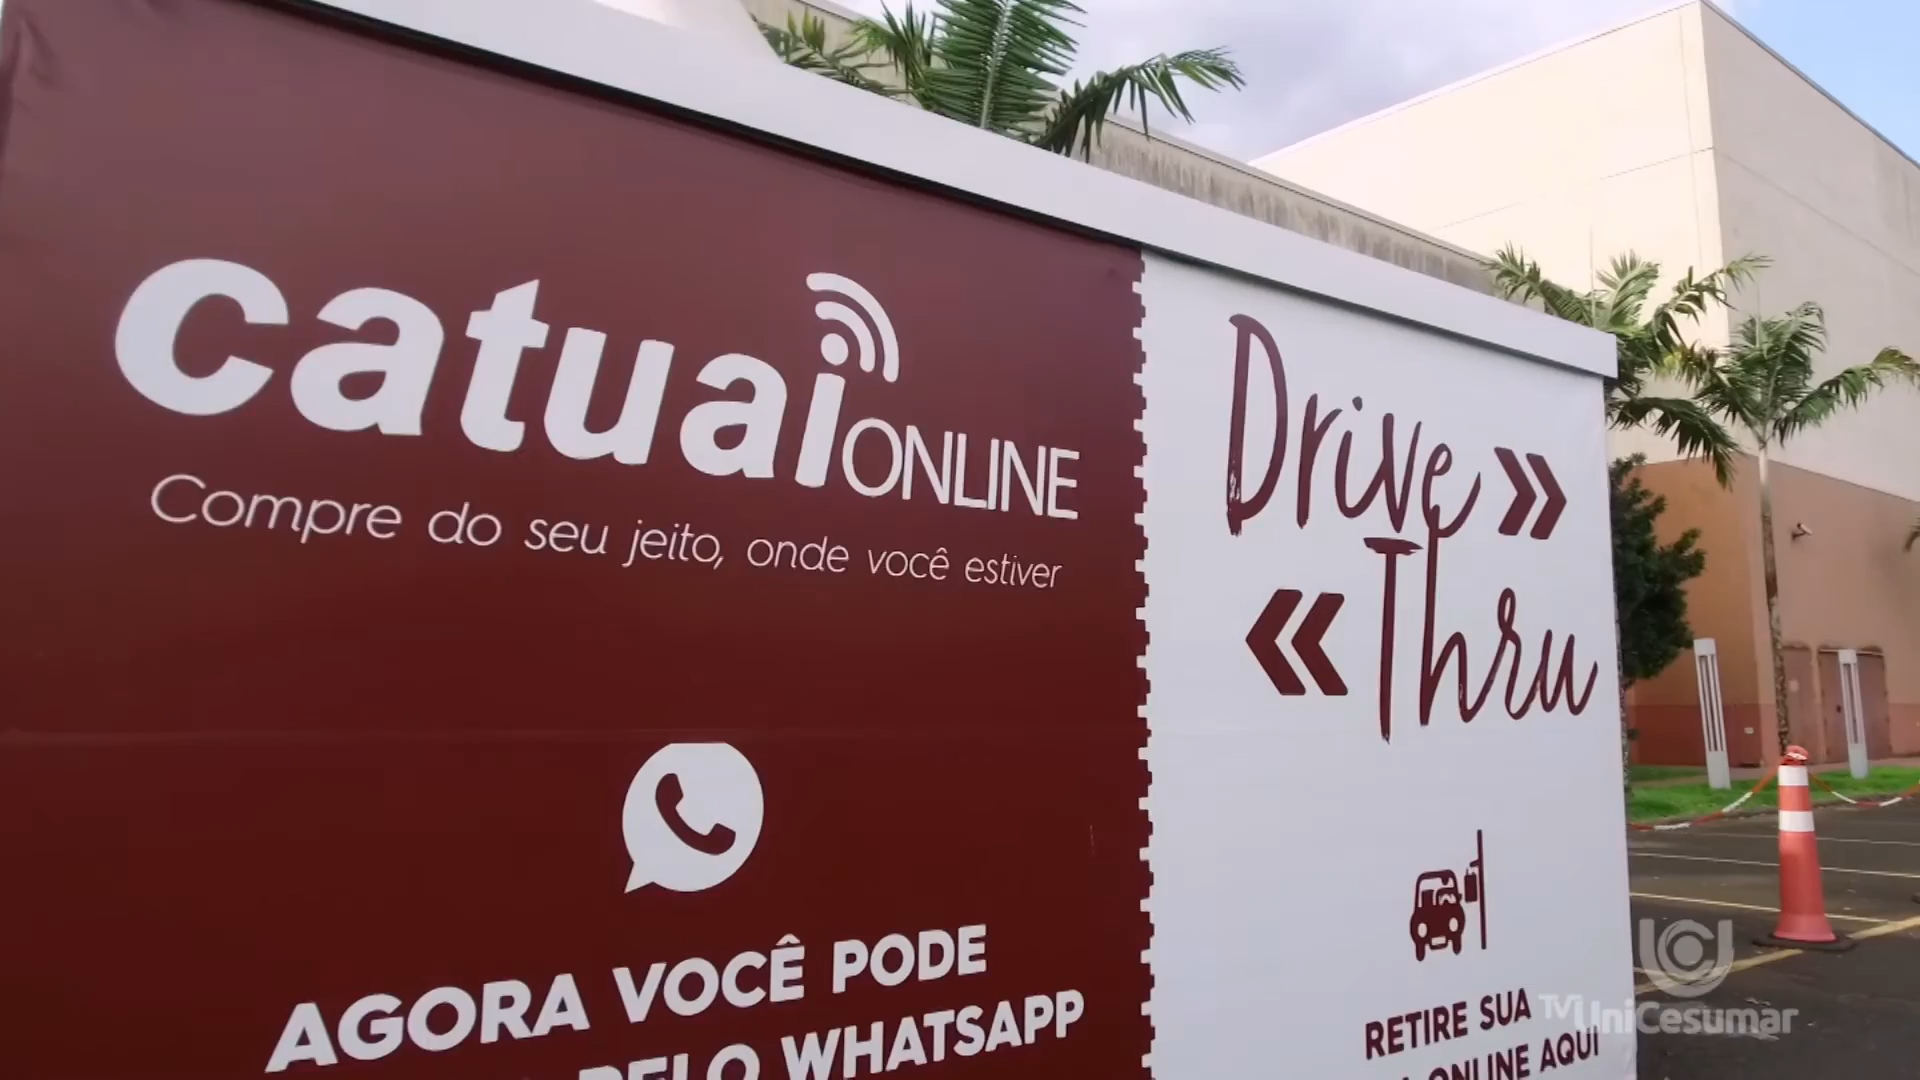 catuai ONLINE
Compre do seu jeito, onde você estiver
AGORA VOCÊ PODE
PELO WHATSAPP
Drive
Thru
RETIRE SUA
ONLINE AQUI
TV UniCesumar